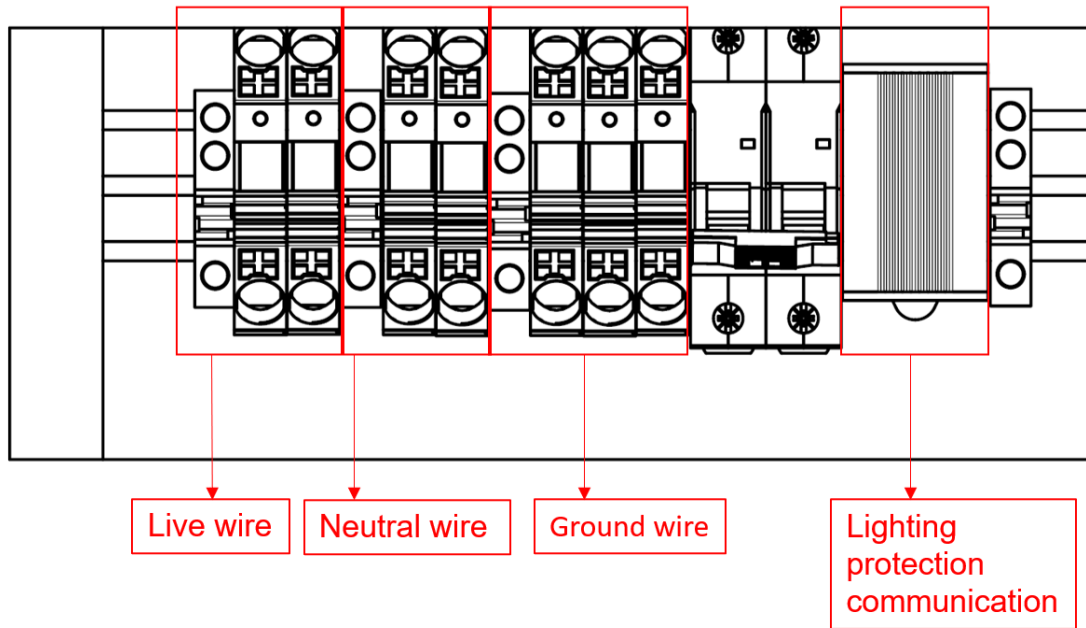 Live wire
Neutral wire
Ground wire
Lighting
protection
communication